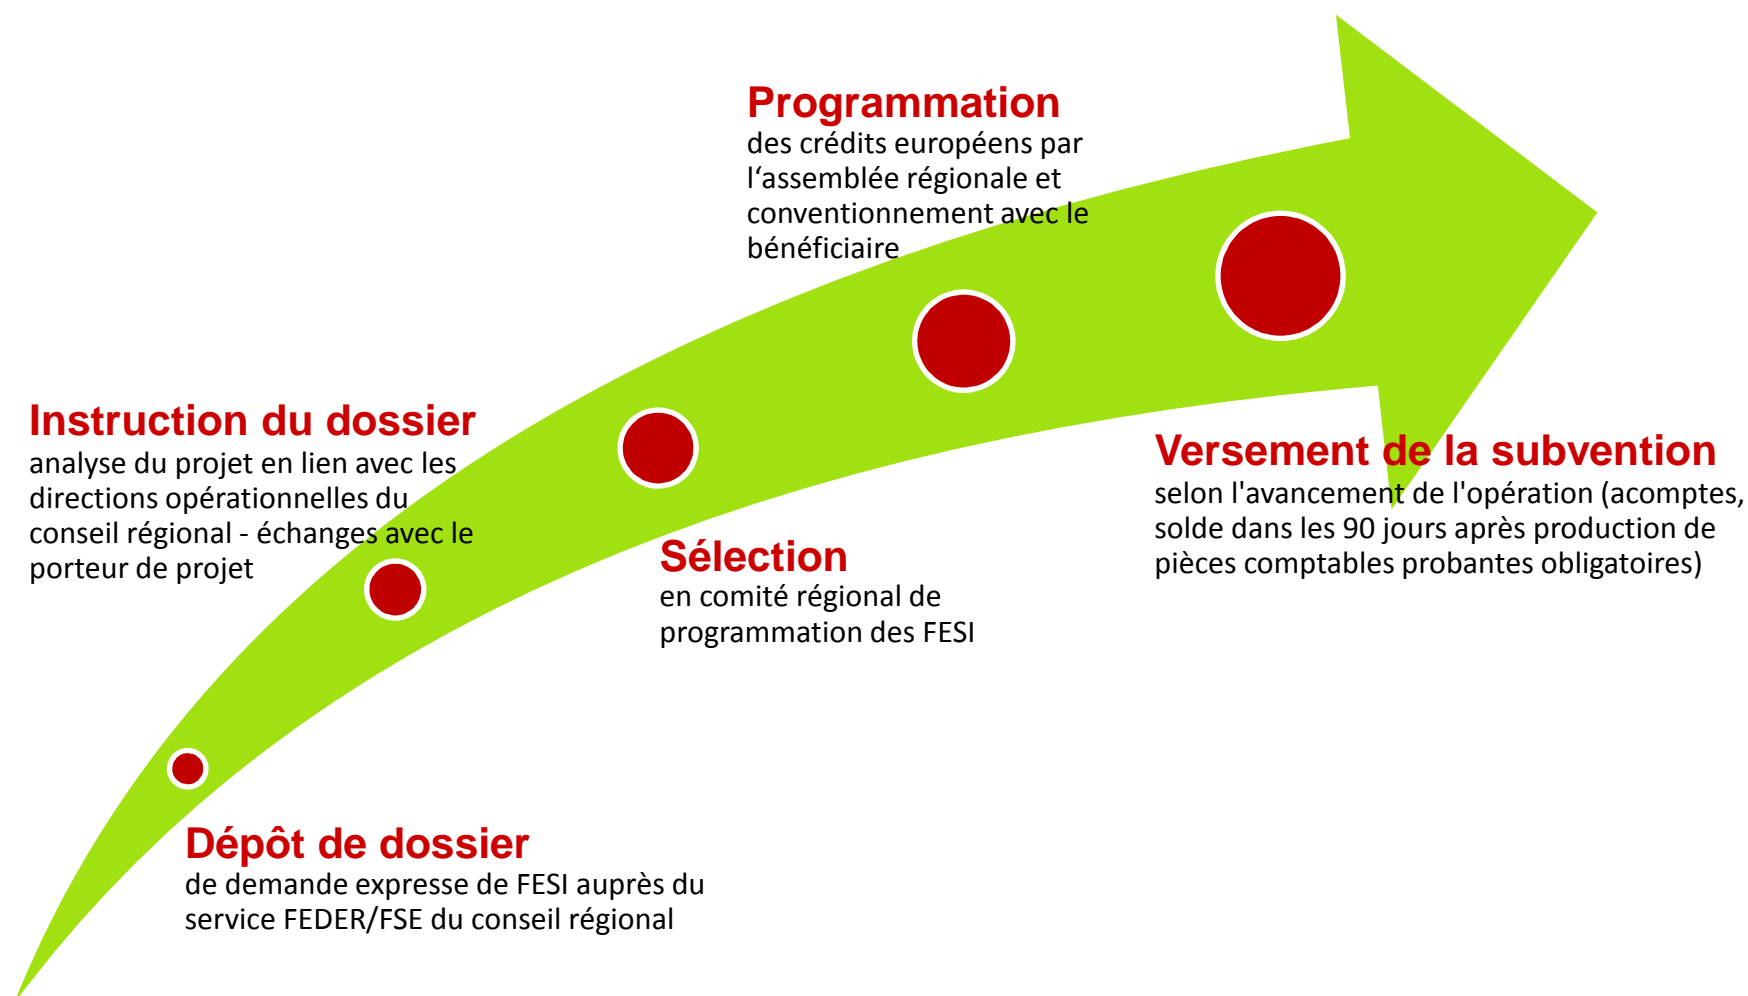 Programmation
des crédits européens par
l‘assemblée régionale et
conventionnement avec le
bénéficiaire
Instruction du dossier
analyse du projet en lien avec les
directions opérationnelles du
conseil régional - échanges avec le
porteur de projet
Versement de la subvention
selon l'avancement de l'opération (acomptes,
solde dans les 90 jours après production de
pièces comptables probantes obligatoires)
Sélection
en comité régional de
programmation des FESI
Dépôt de dossier
de demande expresse de FESI auprès du
service FEDER/FSE du conseil régional